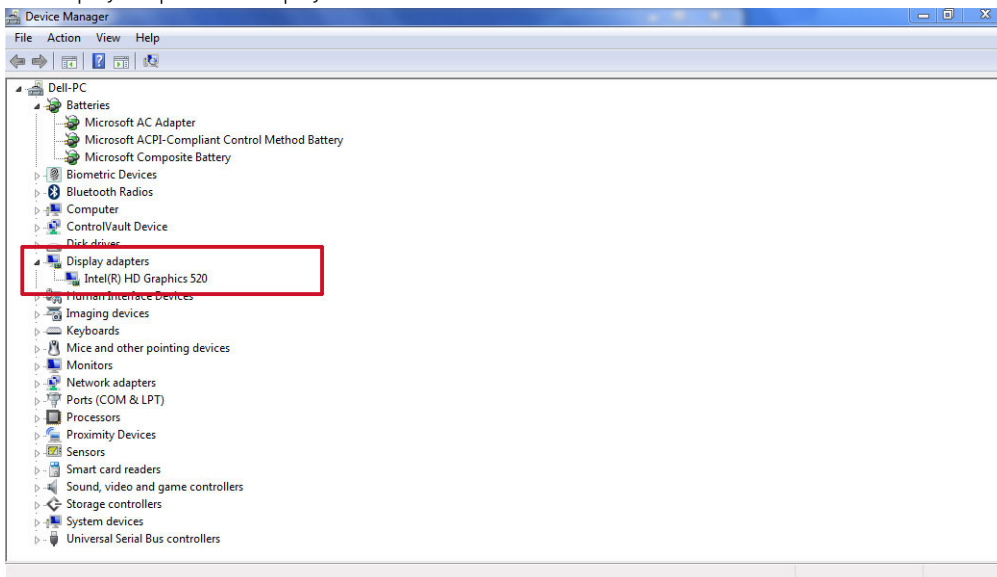 Device Manager
File Action View Help
Dell-PC
Batteries
Microsoft AC Adapter
Microsoft ACPI-Compliant Control Method Battery
Microsoft Composite Battery
Biometric Devices
Bluetooth Radios
Computer
ControlVault Device
Disk drives
Display adapters
Intel(R) HD Graphics 520
Human Interface Devices
Imaging devices
Keyboards
Mice and other pointing devices
Monitors
Network adapters
Ports (COM & LPT)
Processors
Proximity Devices
Sensors
Smart card readers
Sound, video and game controllers
Storage controllers
System devices
Universal Serial Bus controllers